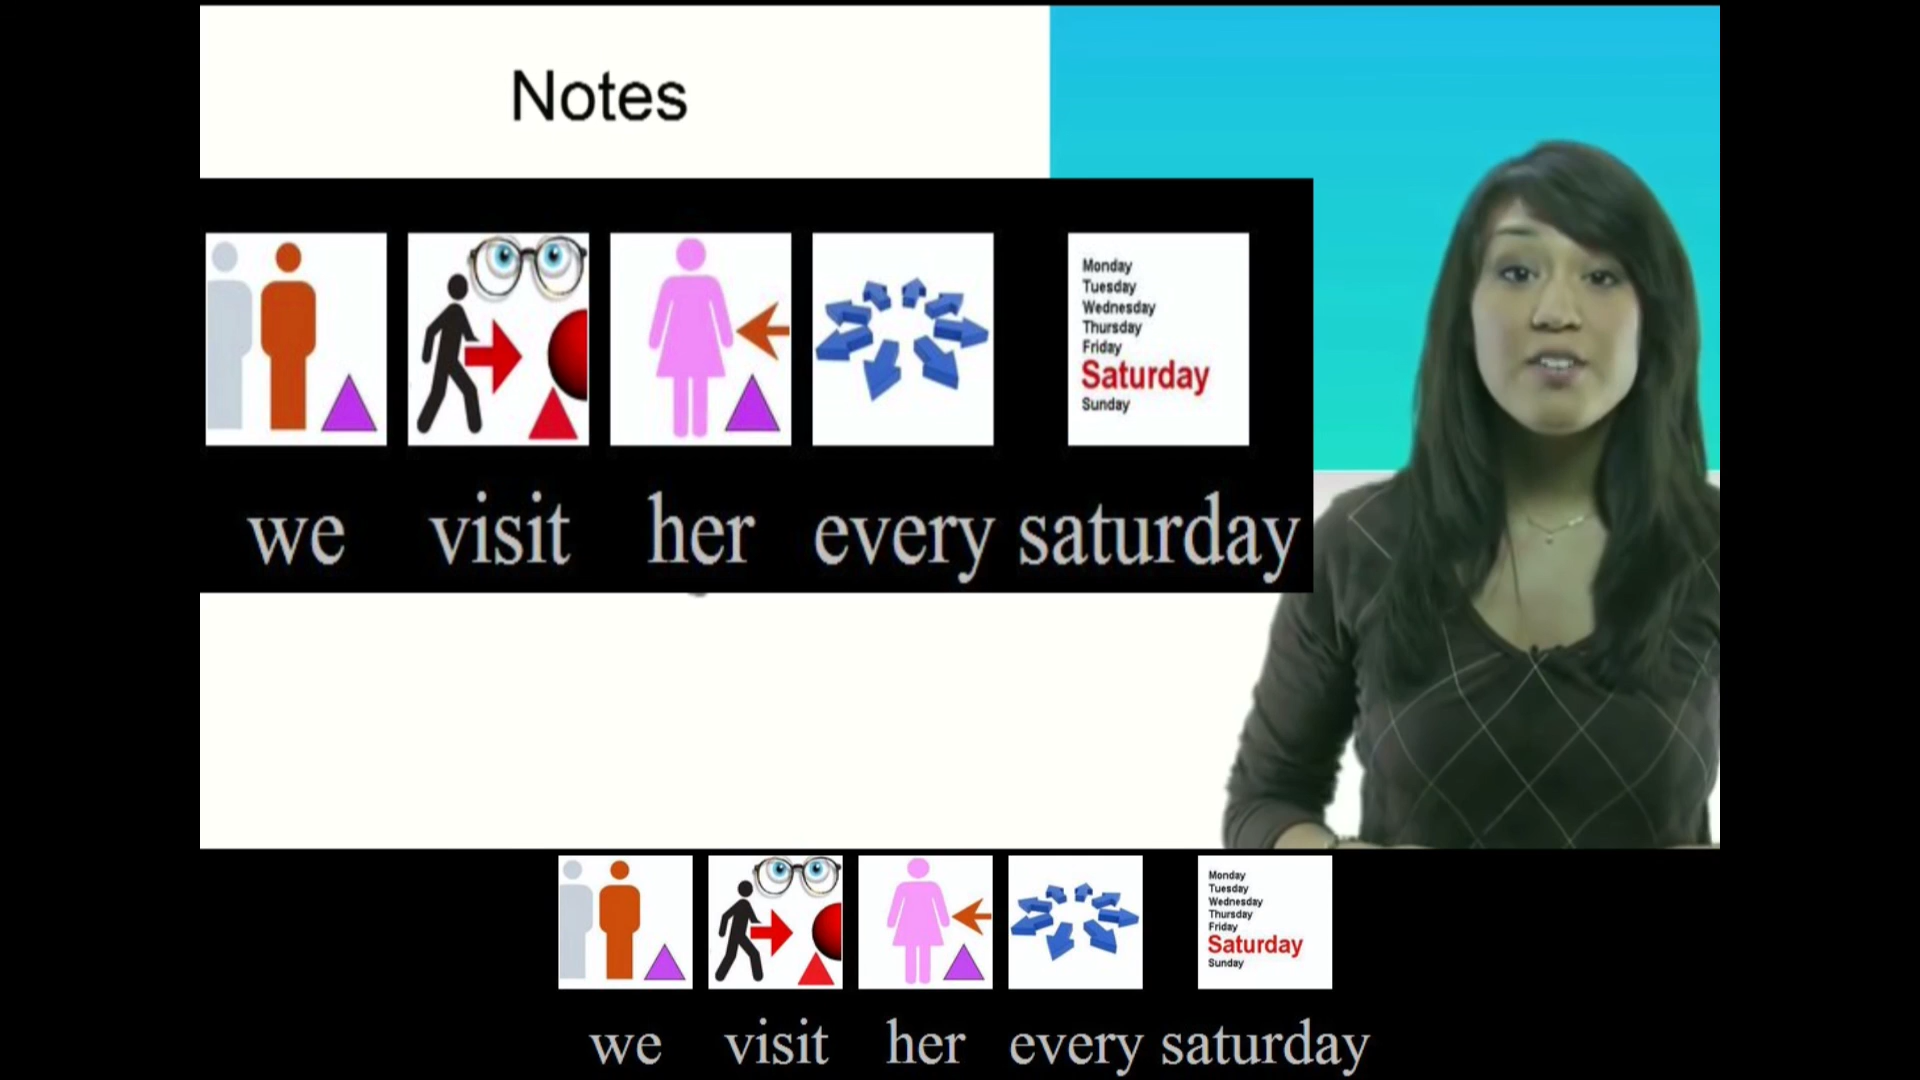 Notes
Monday
Tuesday
Wednesday
Thursday
Friday
Saturday
Sunday
we visit her every saturday
Monday
Tuesday
Wednesday
Thursday
Friday
Saturday
Sunday
we visit her every saturday